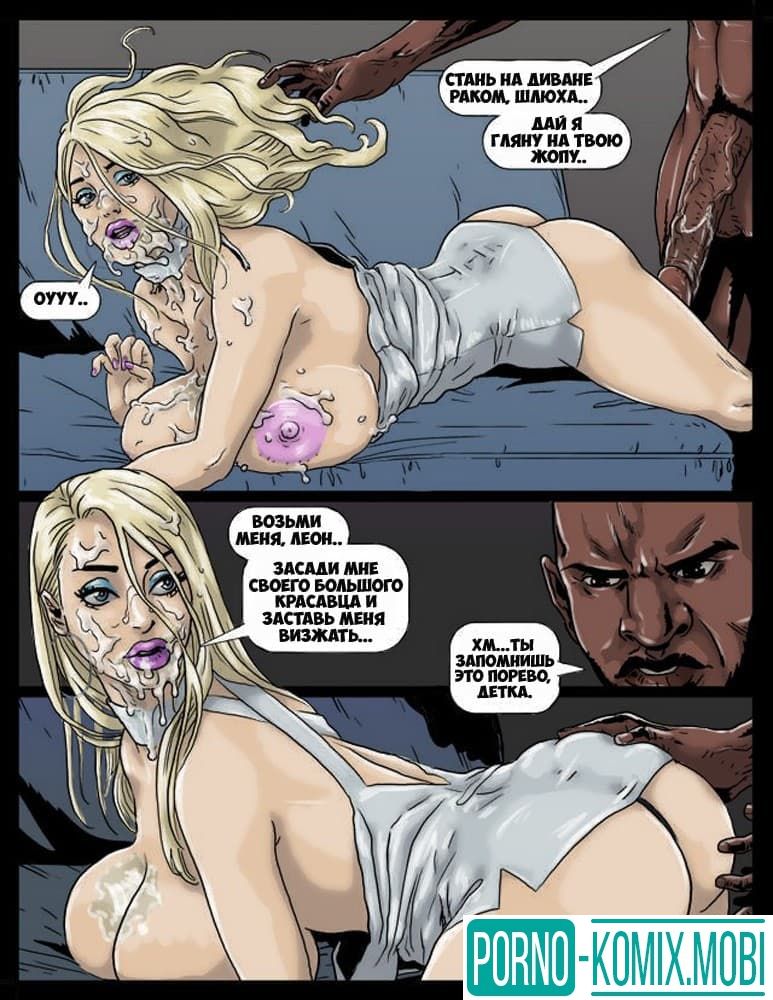 СТАНЬ НА ДИВАНЕ
РАКОМ, ШЛЮХА..
ДАЙ Я
ГЛЯНУ НА ТВОЮ
ЖОПУ..
ОУУУ..
ВОЗЬМИ
МЕНЯ, ЛЕОН..
ЗАСАДИ МНЕ
СВОЕГО БОЛЬШОГО
КРАСАВЦА И
ЗАСТАВЬ МЕНЯ
ВИЗЖАТЬ...
ХМ...ТЫ
ЗАПОМНИШЬ
ЭТО ПОРЕВО,
ДЕТКА.
PORNO-KOMIX.MOBI